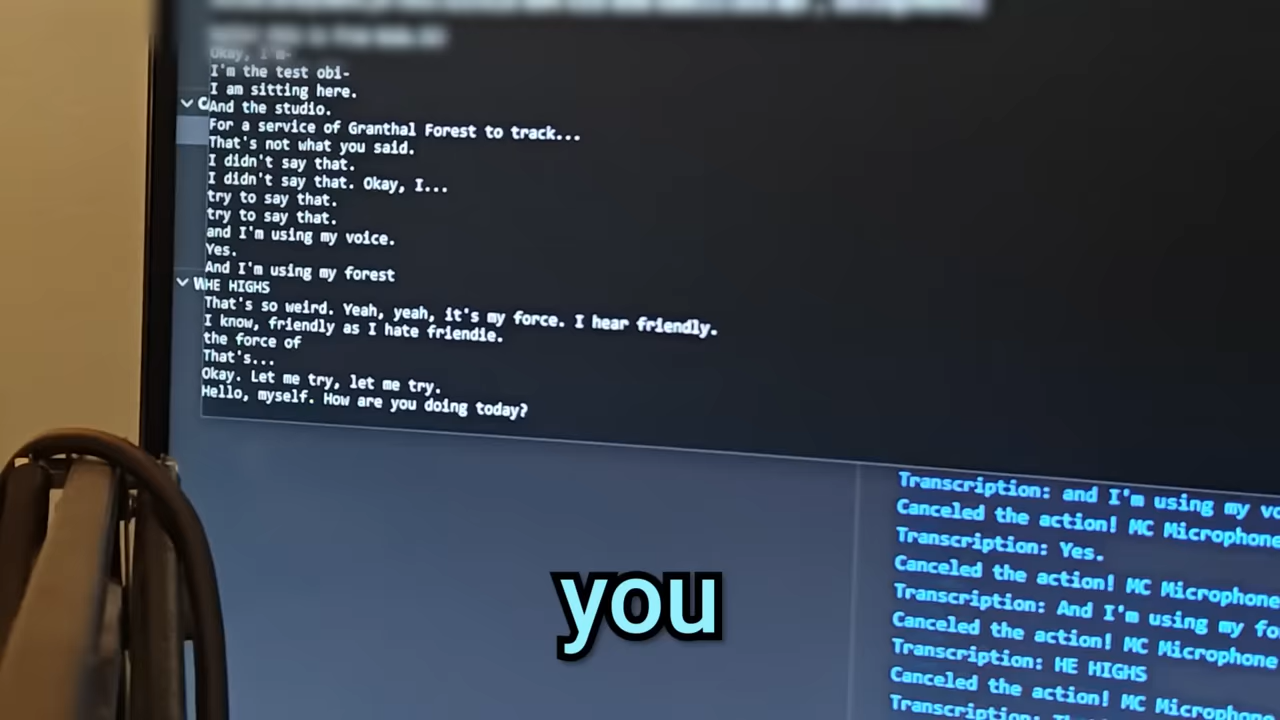 Okay, I'm-
I'm the test obi-
I am sitting here.
And the studio.
For a service of Granthal Forest to track...
That's not what you said.
I didn't say that.
I didn't say that. Okay, I...
try to say that.
try to say that.
and I'm using my voice.
Yes.
And I'm using my forest
HE HIGHS
That's so weird. Yeah, yeah, it's my force. I hear friendly.
I know, friendly as I hate friendie.
the force of
That's...
Okay. Let me try, let me try.
Hello, myself. How are you doing today?
Transcription: and I'm using my
Canceled the action! MC Microphone
Transcription: Yes.
Canceled the action! MC Microphone
Transcription: And I'm using my
Canceled the action! MC Microphone
Transcription: HE HIGHS
Canceled the action! MC Microphone
Transcription:
you